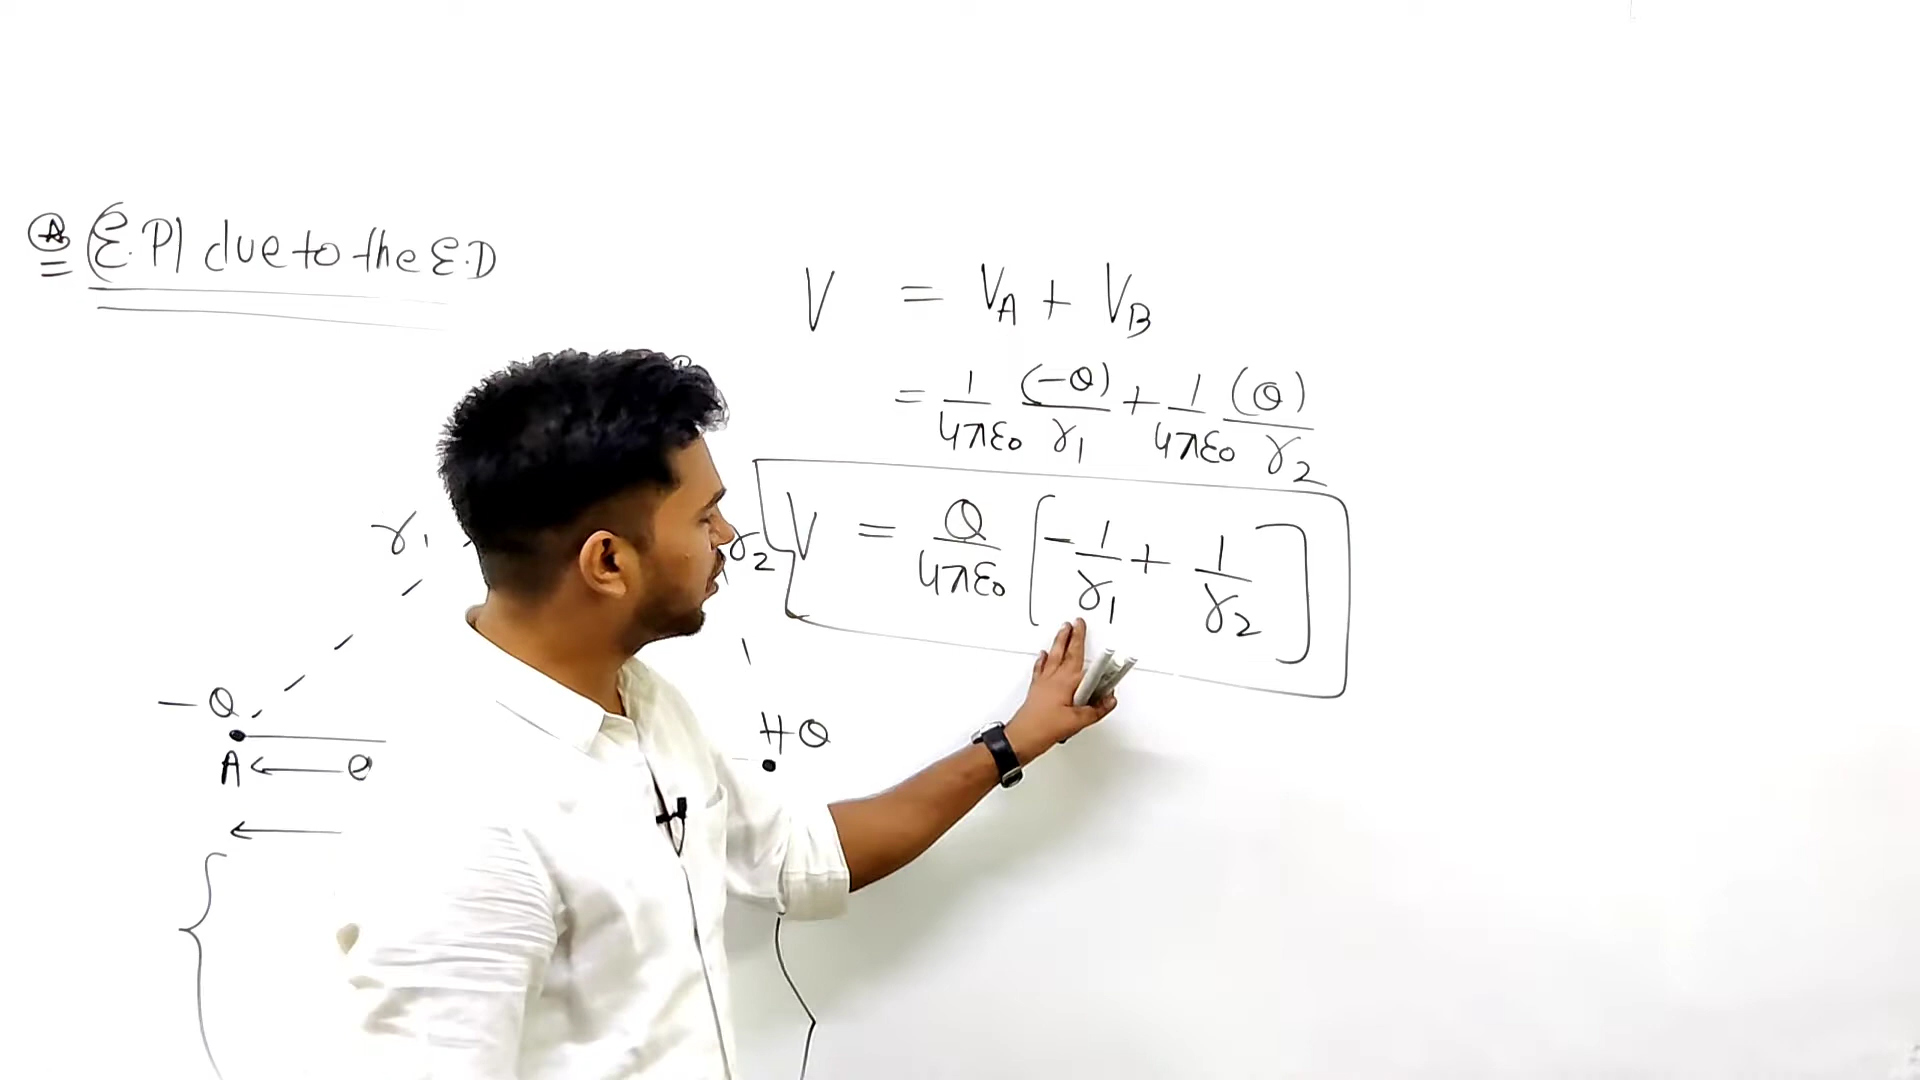 Ⓐ (E.P) due to the E.D
V = V_A + V_B
= 1/4πε₀ (-Q)/r₁ + 1/4πε₀ (Q)/r₂
V = Q/4πε₀ [-1/r₁ + 1/r₂]
r₁
r₂
-Q
+Q
A ← e